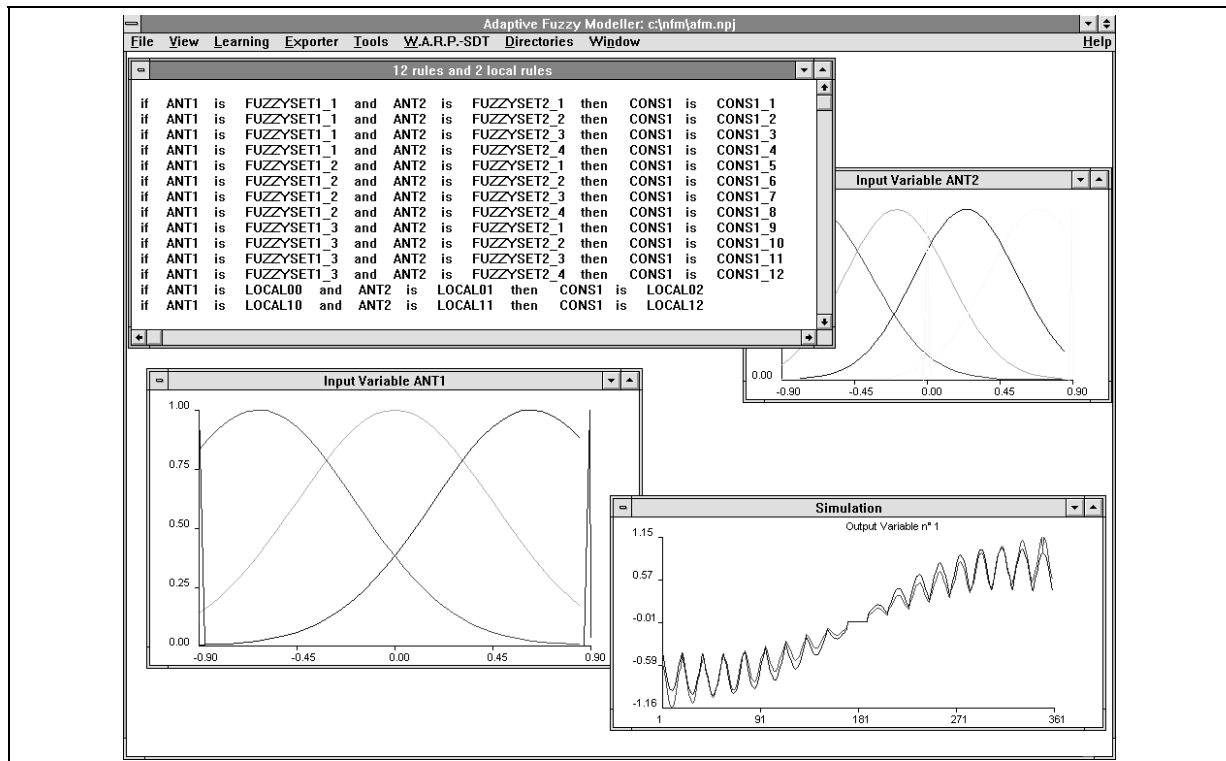 Adaptive Fuzzy Modeller: c:\nfm\afm.npj
File View Learning Exporter Tools W.A.R.P.-SDT Directories Window Help
12 rules and 2 local rules
if ANT1 is FUZZYSET1_1 and ANT2 is FUZZYSET2_1 then CONS1 is CONS1_1
if ANT1 is FUZZYSET1_1 and ANT2 is FUZZYSET2_2 then CONS1 is CONS1_2
if ANT1 is FUZZYSET1_1 and ANT2 is FUZZYSET2_3 then CONS1 is CONS1_3
if ANT1 is FUZZYSET1_1 and ANT2 is FUZZYSET2_4 then CONS1 is CONS1_4
if ANT1 is FUZZYSET1_2 and ANT2 is FUZZYSET2_1 then CONS1 is CONS1_5
if ANT1 is FUZZYSET1_2 and ANT2 is FUZZYSET2_2 then CONS1 is CONS1_6
if ANT1 is FUZZYSET1_2 and ANT2 is FUZZYSET2_3 then CONS1 is CONS1_7
if ANT1 is FUZZYSET1_2 and ANT2 is FUZZYSET2_4 then CONS1 is CONS1_8
if ANT1 is FUZZYSET1_3 and ANT2 is FUZZYSET2_1 then CONS1 is CONS1_9
if ANT1 is FUZZYSET1_3 and ANT2 is FUZZYSET2_2 then CONS1 is CONS1_10
if ANT1 is FUZZYSET1_3 and ANT2 is FUZZYSET2_3 then CONS1 is CONS1_11
if ANT1 is FUZZYSET1_3 and ANT2 is FUZZYSET2_4 then CONS1 is CONS1_12
if ANT1 is LOCAL00 and ANT2 is LOCAL01 then CONS1 is LOCAL02
if ANT1 is LOCAL10 and ANT2 is LOCAL11 then CONS1 is LOCAL12
Input Variable ANT2
0.00
-0.90 -0.45 0.00 0.45 0.90
Input Variable ANT1
1.00
0.75
0.50
0.25
0.00
-0.90 -0.45 0.00 0.45 0.90
Simulation
Output Variable n° 1
1.15
0.57
-0.01
-0.59
-1.16
1 91 181 271 361